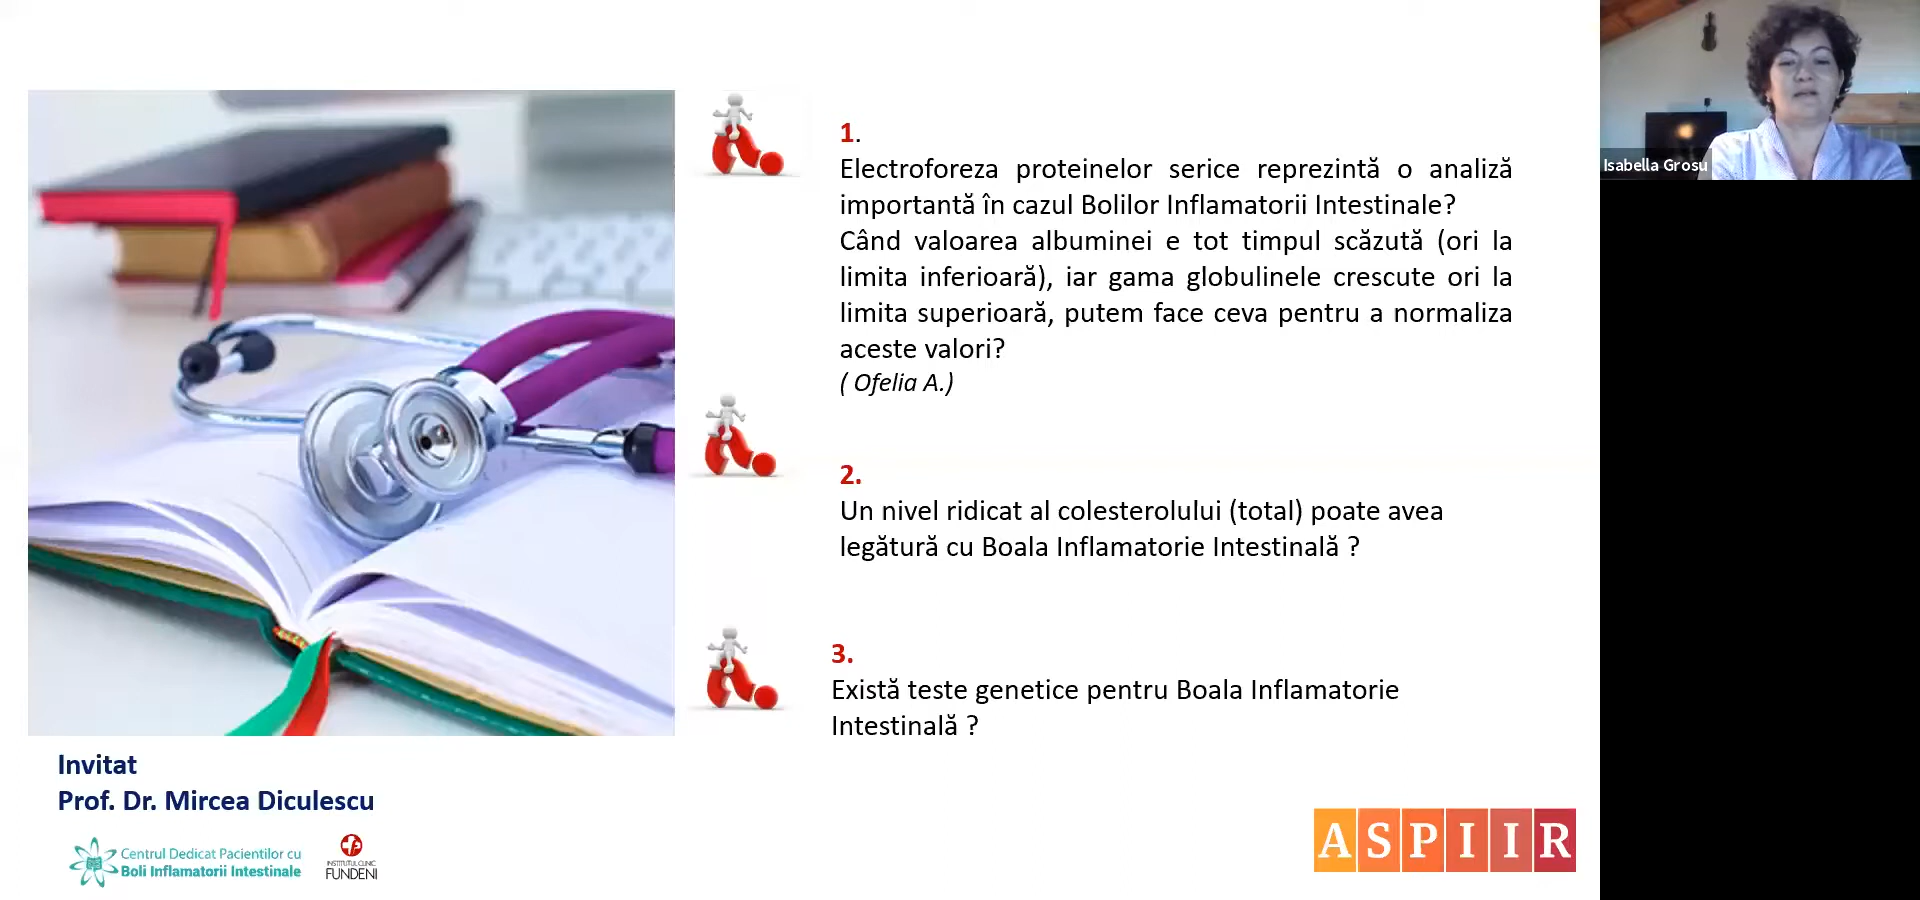 1.
Electroforeza proteinelor serice reprezintă o analiză
importantă în cazul Bolilor Inflamatorii Intestinale?
Când valoarea albuminei e tot timpul scăzută (ori la
limita inferioară), iar gama globulinele crescute ori la
limita superioară, putem face ceva pentru a normaliza
aceste valori?
( Ofelia A.)
2.
Un nivel ridicat al colesterolului (total) poate avea
legătură cu Boala Inflamatorie Intestinală ?
3.
Există teste genetice pentru Boala Inflamatorie
Intestinală ?
Invitat
Prof. Dr. Mircea Diculescu
Centrul Dedicat Pacientilor cu
Boli Inflamatorii Intestinale
INSTITUTUL CLINIC
FUNDENI
ASPIIR
Isabella Grosu